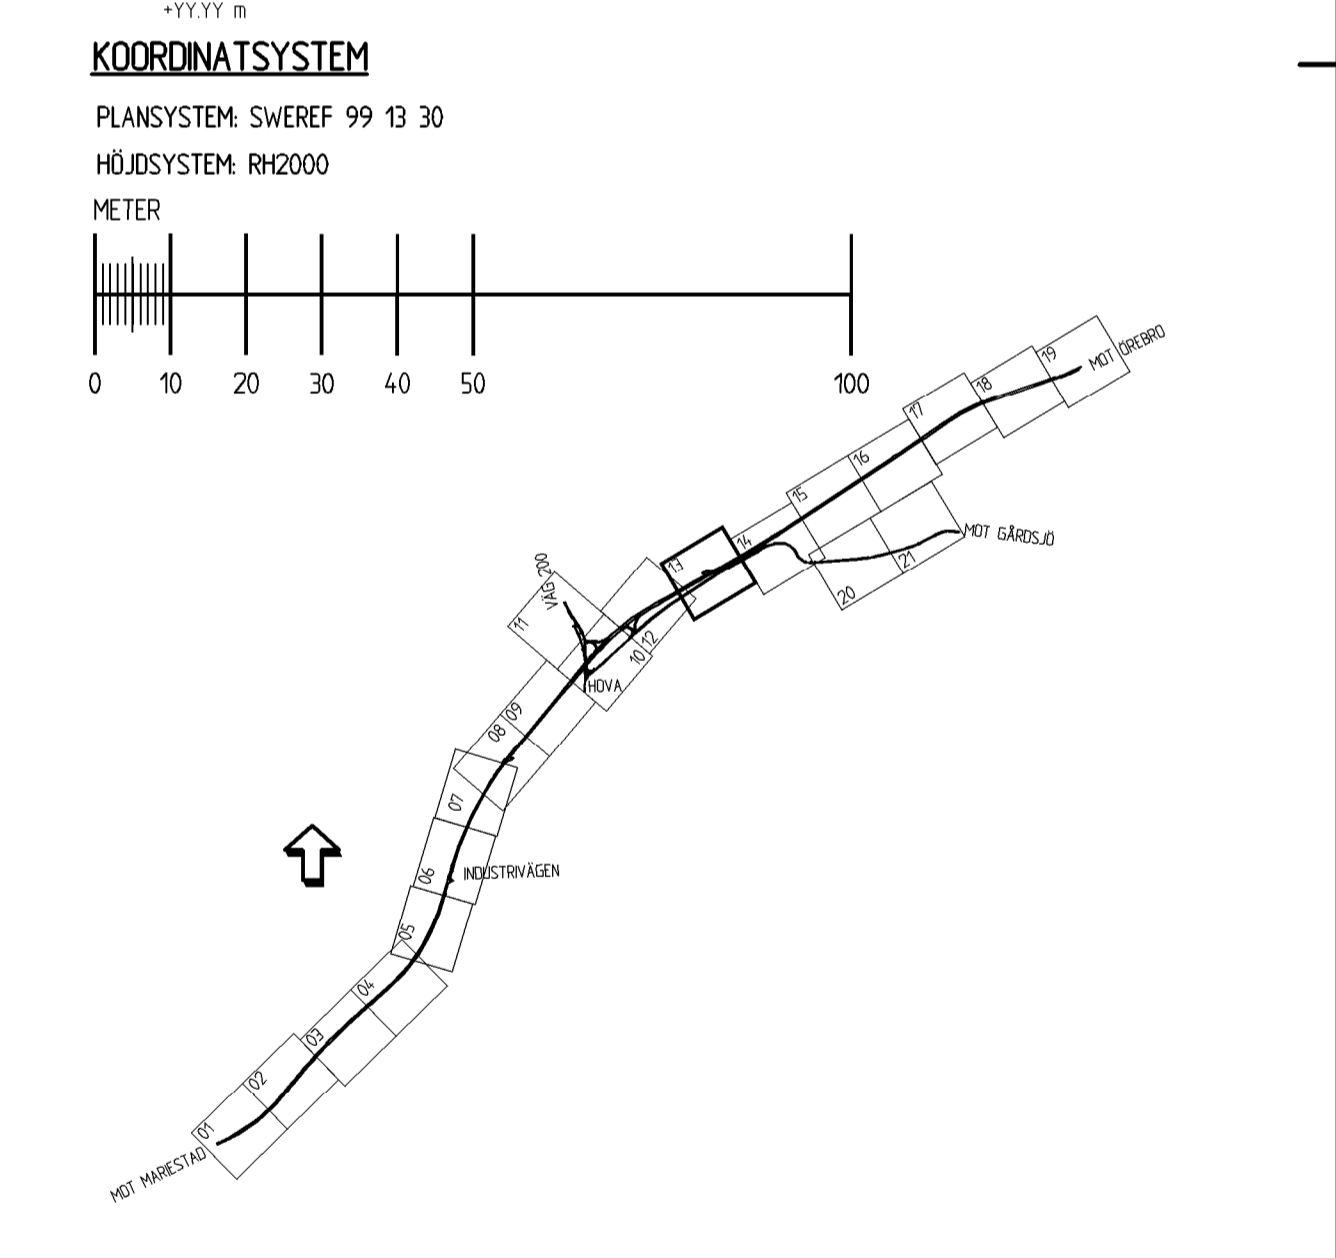 +YY.YY m
KOORDINATSYSTEM
PLANSYSTEM: SWEREF 99 13 30
HÖJDSYSTEM: RH2000
METER
0 10 20 30 40 50 100
MOT ÖREBRO
19
18
17
16
15
14
13
MOT GÅRDSJÖ
21
20
VÄG 200
11
12
10
HOVA
09
08
07
06
INDUSTRIVÄGEN
05
04
03
02
01
MOT MARIESTAD